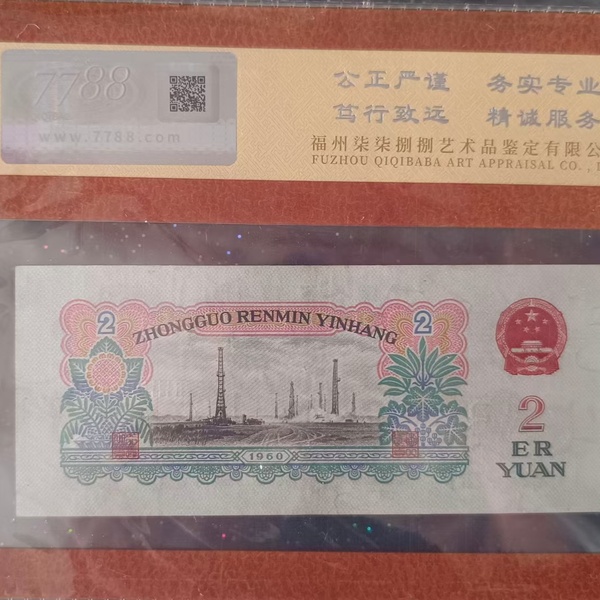 7788
www.7788.com
公正严谨 务实专业
笃行致远 精诚服务
福州柒柒捌捌艺术品鉴定有限公
FUZHOU QIQIBABA ART APPRAISAL CO.,
2 ZHONGGUO RENMIN YINHANG 2
1960
2
ER
YUAN